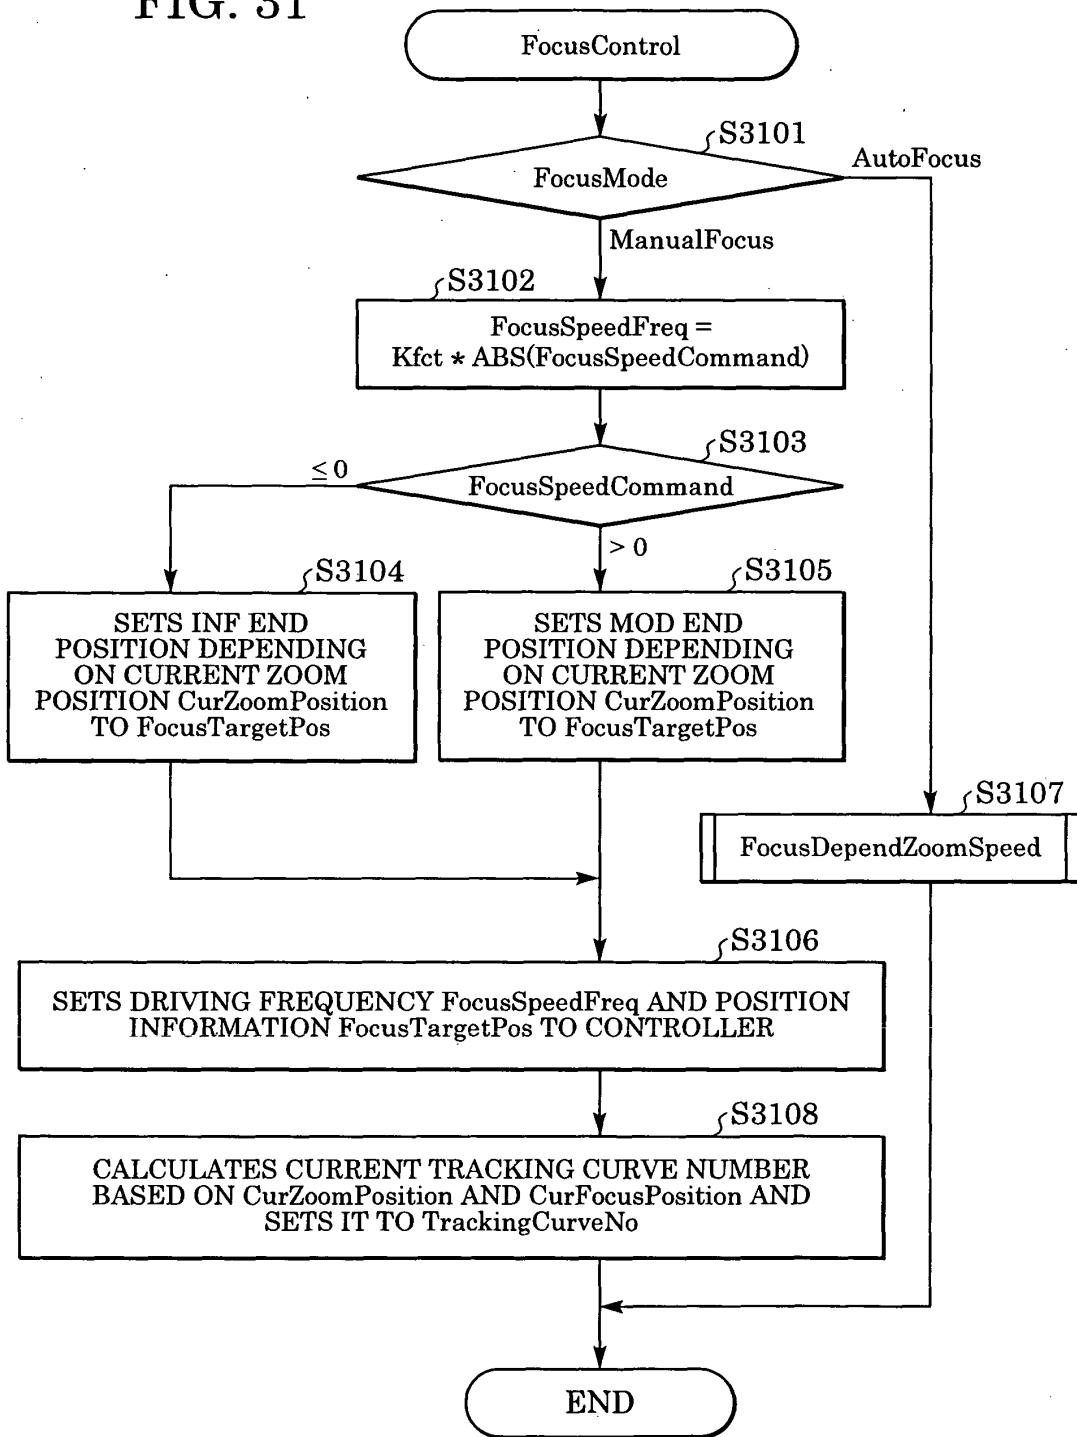 FIG. 31
FocusControl
S3101
FocusMode
AutoFocus
ManualFocus
S3102
FocusSpeedFreq =
Kfct * ABS(FocusSpeedCommand)
S3103
FocusSpeedCommand
≤ 0
> 0
S3104
SETS INF END
POSITION DEPENDING
ON CURRENT ZOOM
POSITION CurZoomPosition
TO FocusTargetPos
S3105
SETS MOD END
POSITION DEPENDING
ON CURRENT ZOOM
POSITION CurZoomPosition
TO FocusTargetPos
S3107
FocusDependZoomSpeed
S3106
SETS DRIVING FREQUENCY FocusSpeedFreq AND POSITION
INFORMATION FocusTargetPos TO CONTROLLER
S3108
CALCULATES CURRENT TRACKING CURVE NUMBER
BASED ON CurZoomPosition AND CurFocusPosition AND
SETS IT TO TrackingCurveNo
END